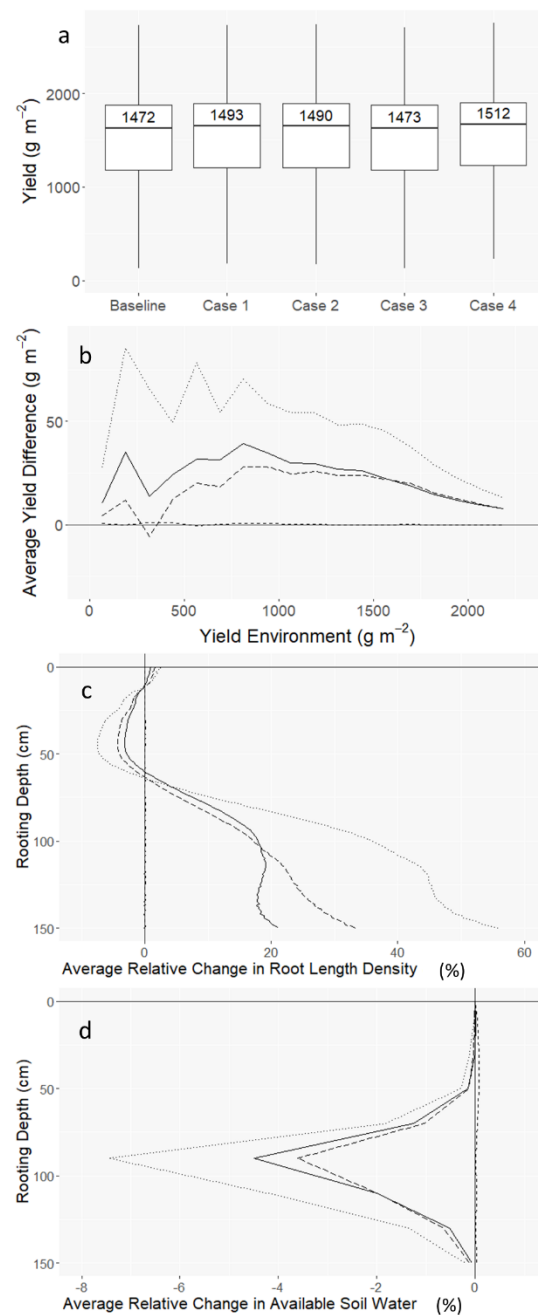 a
Yield (g m⁻²)
2000
1000
0
1472
1493
1490
1473
1512
Baseline Case 1 Case 2 Case 3 Case 4
b
Average Yield Difference (g m⁻²)
50
0
0 500 1000 1500 2000
Yield Environment (g m⁻²)
c
Rooting Depth (cm)
0
50
100
150
0 20 40 60
Average Relative Change in Root Length Density (%)
d
Rooting Depth (cm)
0
50
100
150
-8 -6 -4 -2 0
Average Relative Change in Available Soil Water (%)